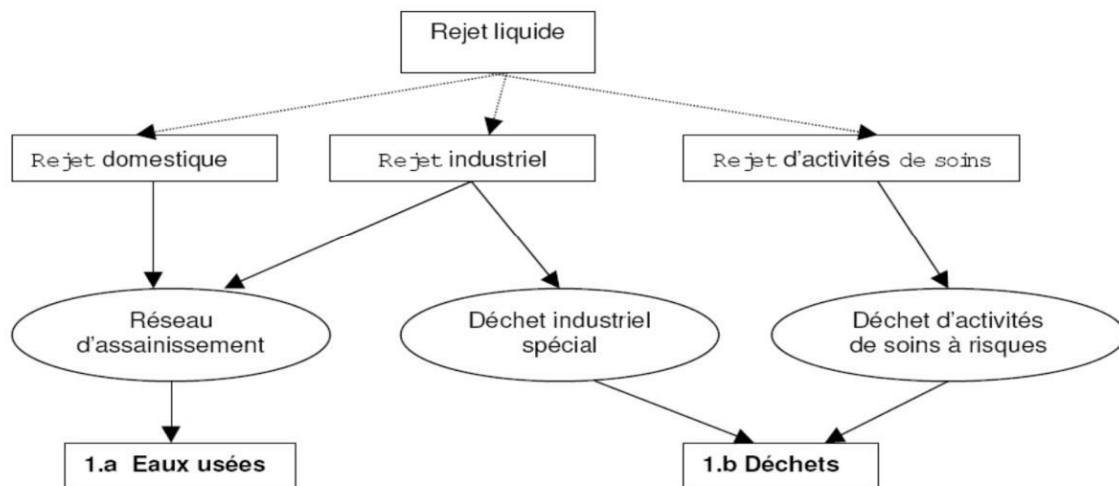 Rejet liquide
Rejet domestique
Rejet industriel
Rejet d'activités de soins
Réseau
d'assainissement
Déchet industriel
spécial
Déchet d'activités
de soins à risques
1.a Eaux usées
1.b Déchets